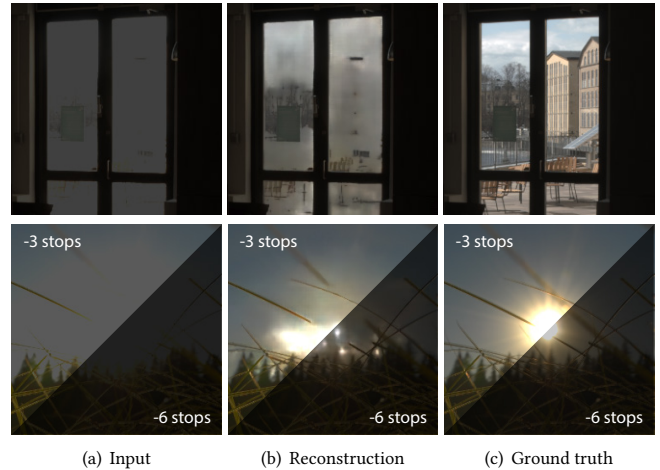 -3 stops
-3 stops
-3 stops
-6 stops
-6 stops
-6 stops
(a) Input
(b) Reconstruction
(c) Ground truth